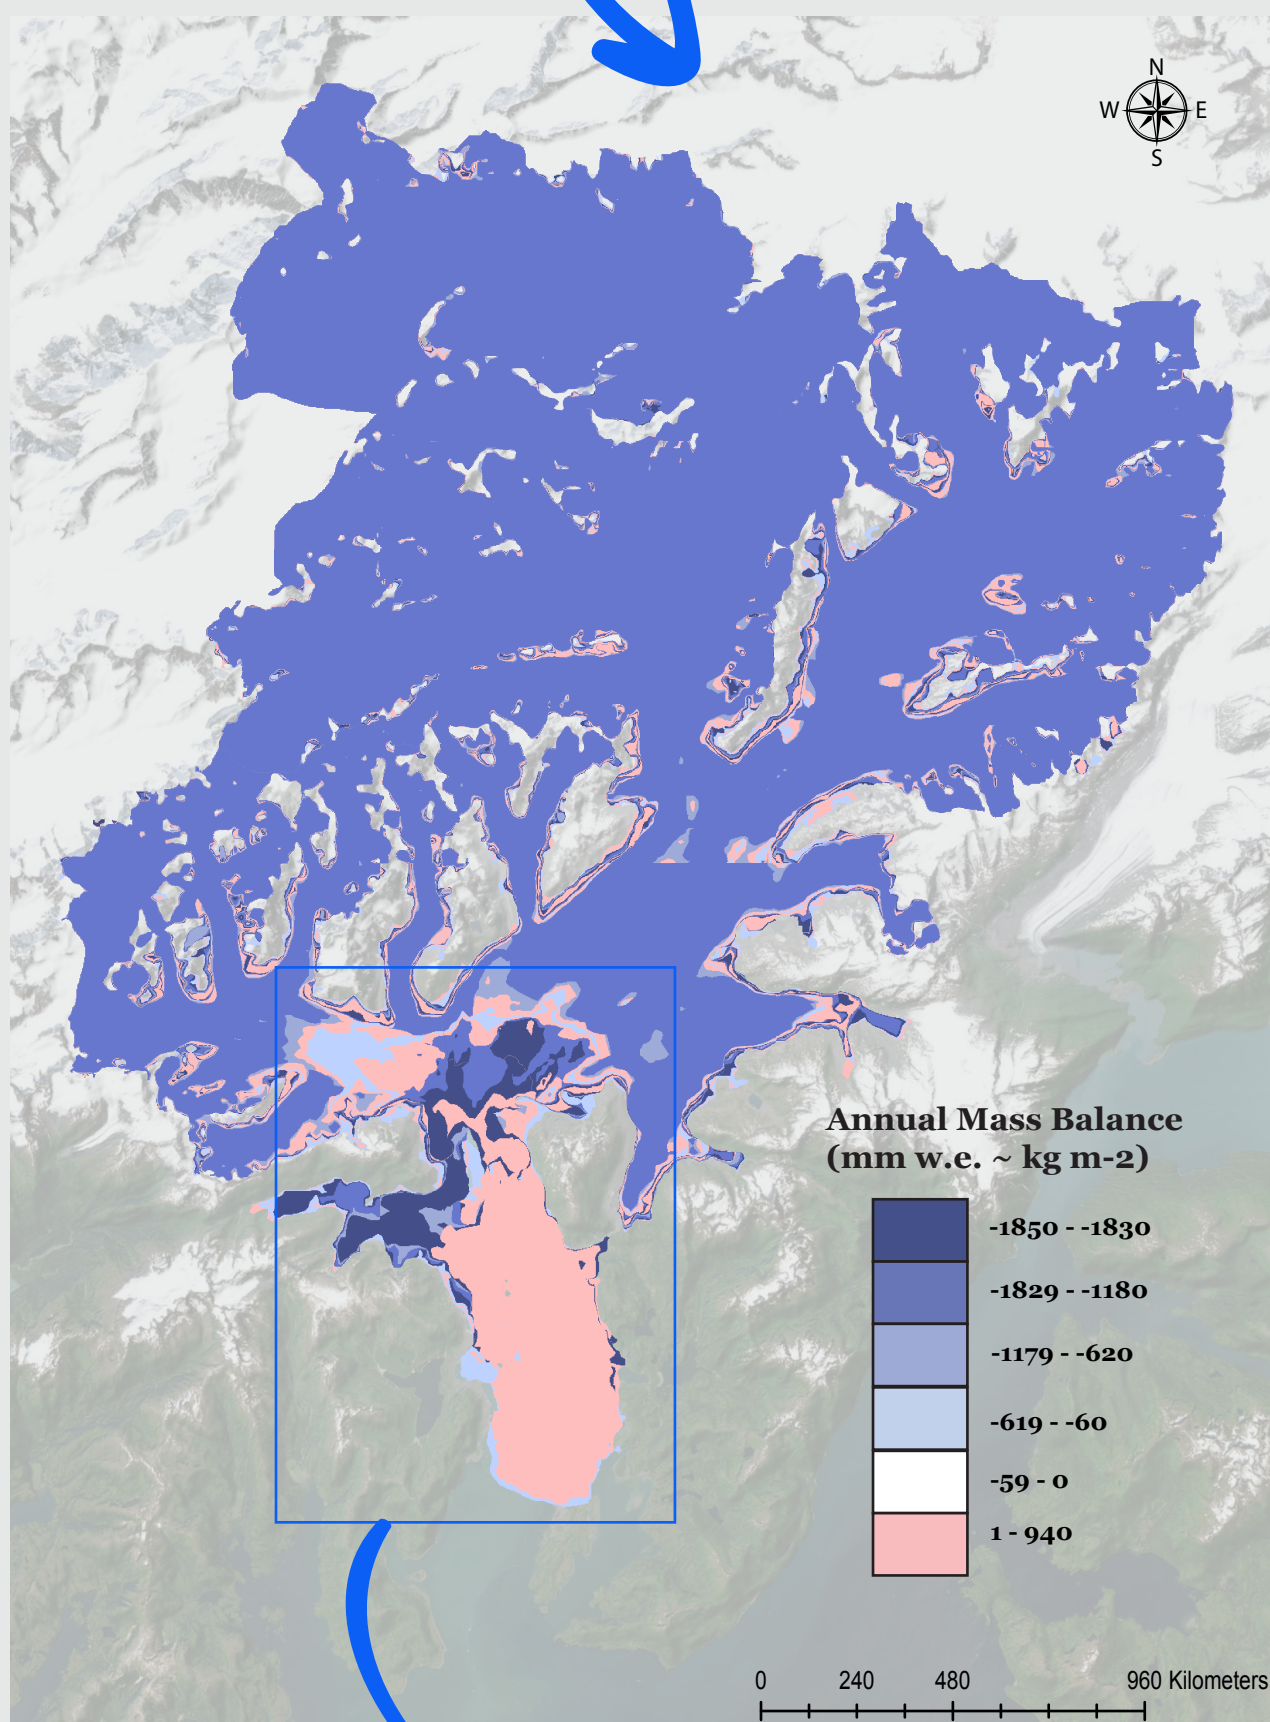 N
W E
S
Annual Mass Balance
(mm w.e. ~ kg m-2)
-1850 - -1830
-1829 - -1180
-1179 - -620
-619 - -60
-59 - 0
1 - 940
0 240 480 960 Kilometers